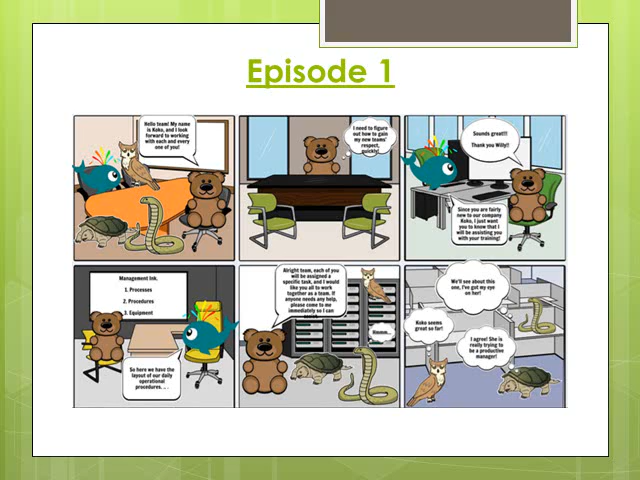 Episode 1
Hello team! My name
is Koko, and I look
forward to working
with each and every
one of you!
I need to figure
out how to gain
my new teams'
respect,
quickly!
Sounds great!!!
Thank you Willy!!
Since you are fairly
new to our company
Koko, I just want
you to know that I
will be assisting you
with your training!
Management Ink.
1. Processes
2. Procedures
3. Equipment
So here we have the
layout of our daily
operational
procedures. . .
Alright team, each of you
will be assigned a
specific task, and I would
like you all to work
together as a team. If
anyone needs any help,
please come to me
immediately so I can
Hmmm..
We'll see about this
one, I've got my eye
on her!
Koko seems
great so far!
I agree! She is
really trying to
be a productive
manager!